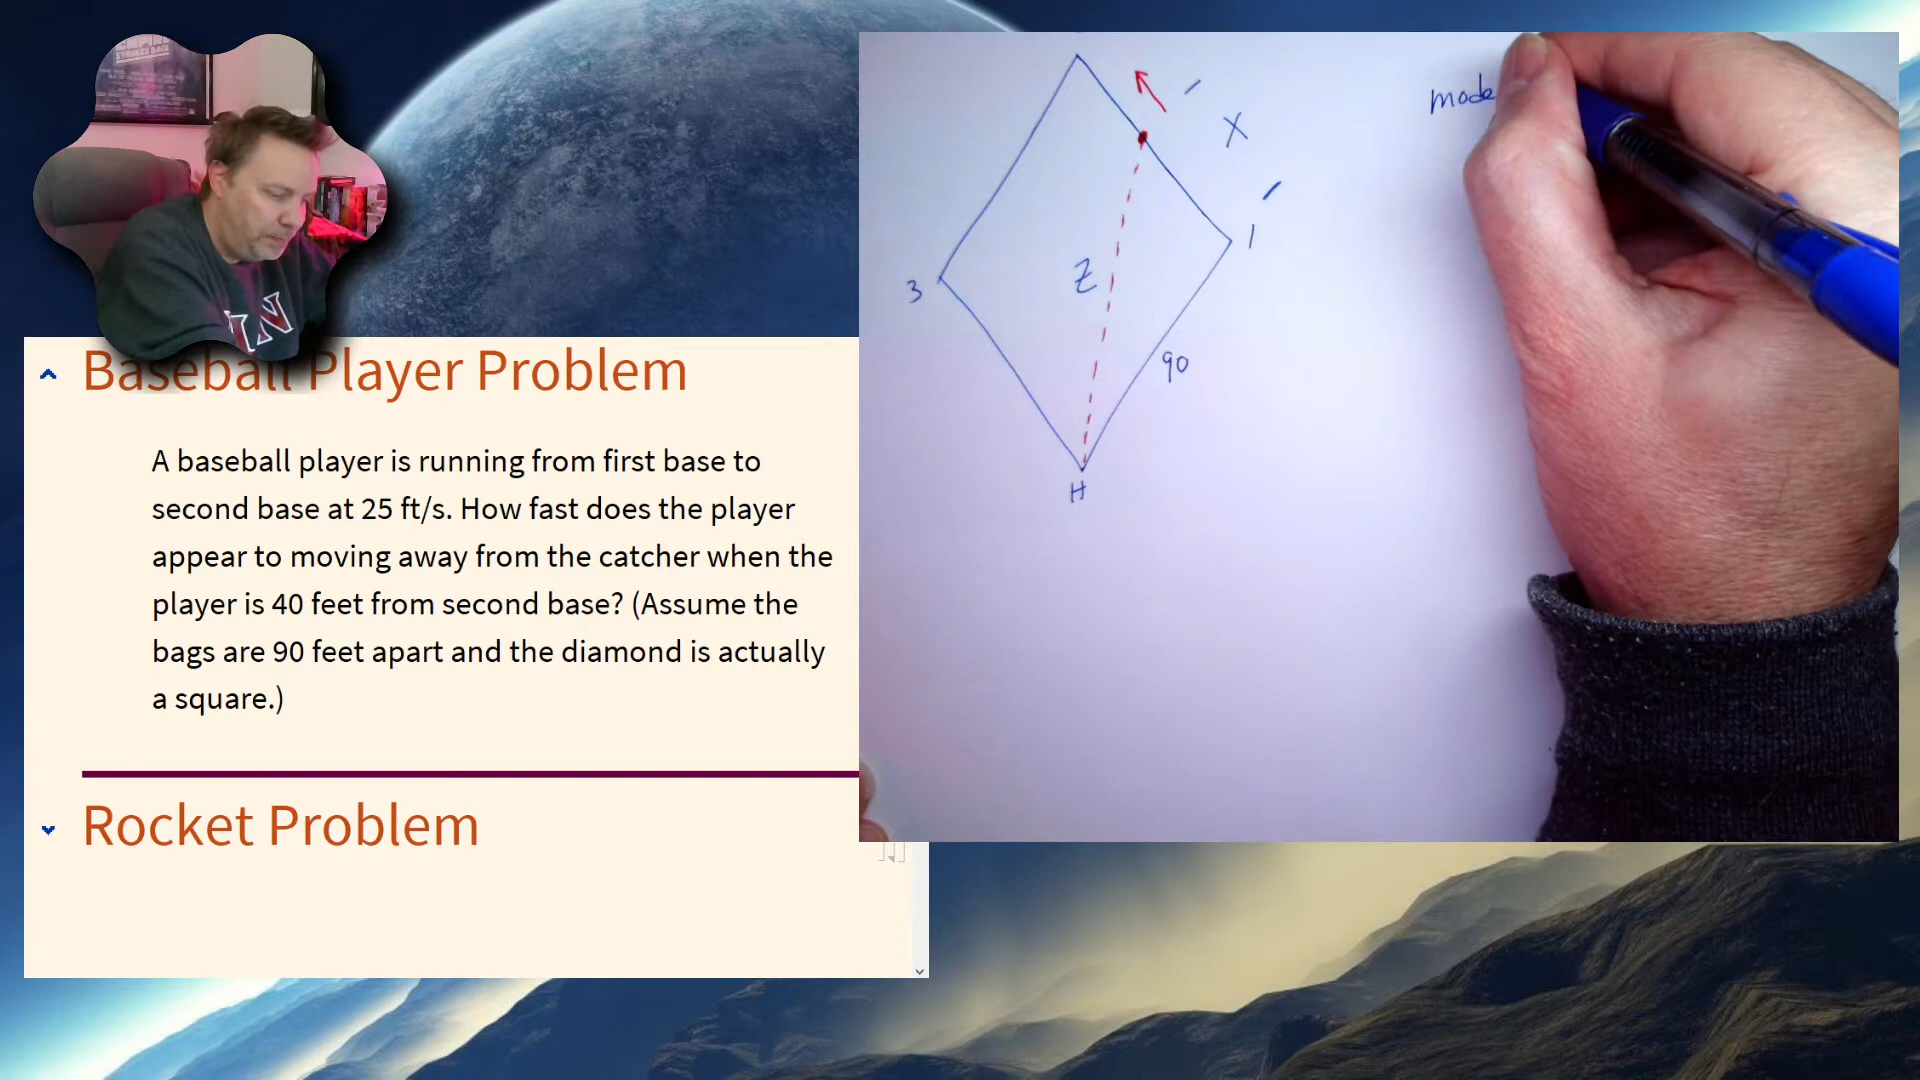 STRIKES BACK
N
Baseball Player Problem
A baseball player is running from first base to
second base at 25 ft/s. How fast does the player
appear to moving away from the catcher when the
player is 40 feet from second base? (Assume the
bags are 90 feet apart and the diamond is actually
a square.)
Rocket Problem
mode
X
1
Z
3
90
H